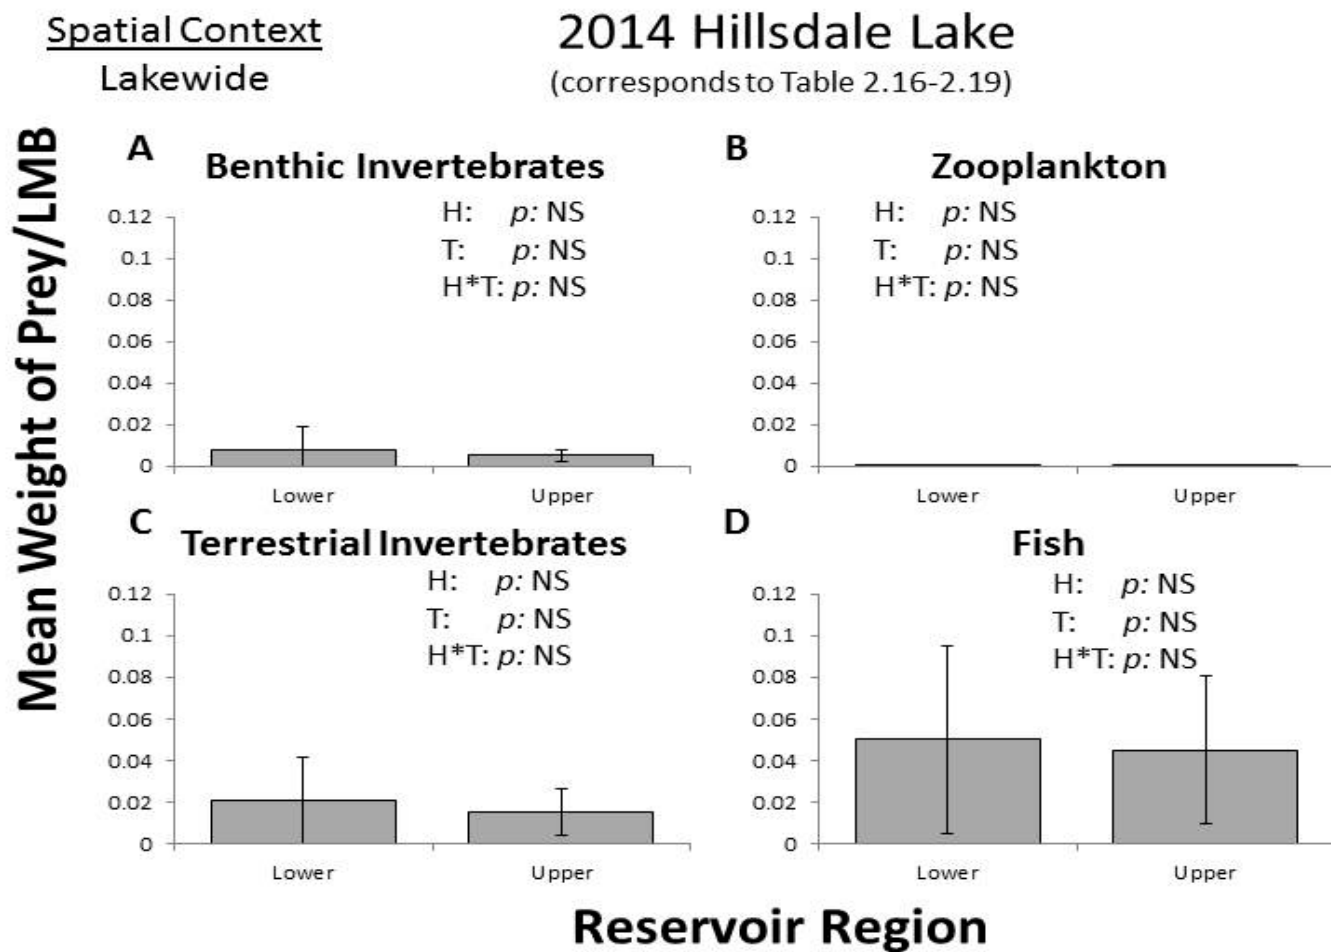 Spatial Context
Lakewide
2014 Hillsdale Lake
(corresponds to Table 2.16-2.19)
Mean Weight of Prey/LMB
A
Benthic Invertebrates
H: p: NS
T: p: NS
H*T: p: NS
0.12
0.1
0.08
0.06
0.04
0.02
0
Lower Upper
B
Zooplankton
H: p: NS
T: p: NS
H*T: p: NS
0.12
0.1
0.08
0.06
0.04
0.02
0
Lower Upper
C
Terrestrial Invertebrates
H: p: NS
T: p: NS
H*T: p: NS
0.12
0.1
0.08
0.06
0.04
0.02
0
Lower Upper
D
Fish
H: p: NS
T: p: NS
H*T: p: NS
0.12
0.1
0.08
0.06
0.04
0.02
0
Lower Upper
Reservoir Region